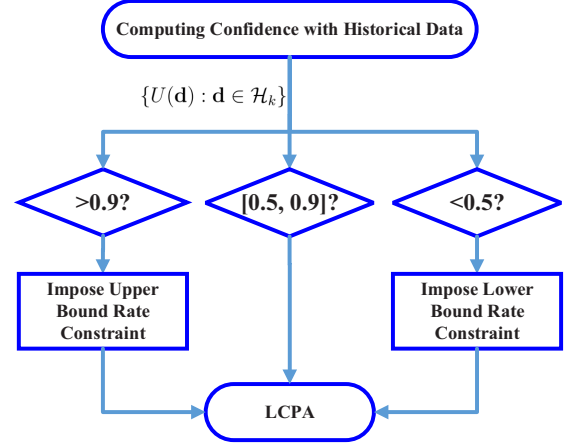 Computing Confidence with Historical Data
{U(𝐝) : 𝐝 ∈ ℋₖ}
>0.9?
[0.5, 0.9]?
<0.5?
Impose Upper
Bound Rate
Constraint
Impose Lower
Bound Rate
Constraint
LCPA